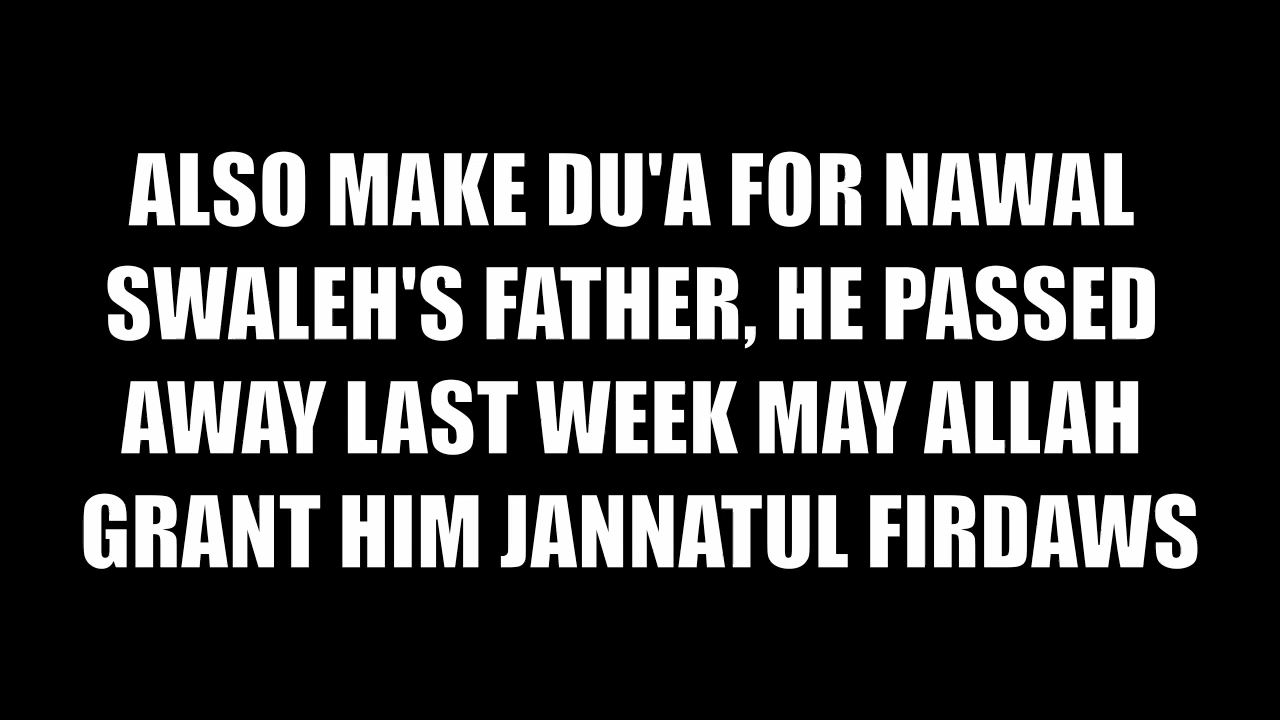 ALSO MAKE DU'A FOR NAWAL
SWALEH'S FATHER, HE PASSED
AWAY LAST WEEK MAY ALLAH
GRANT HIM JANNATUL FIRDAWS